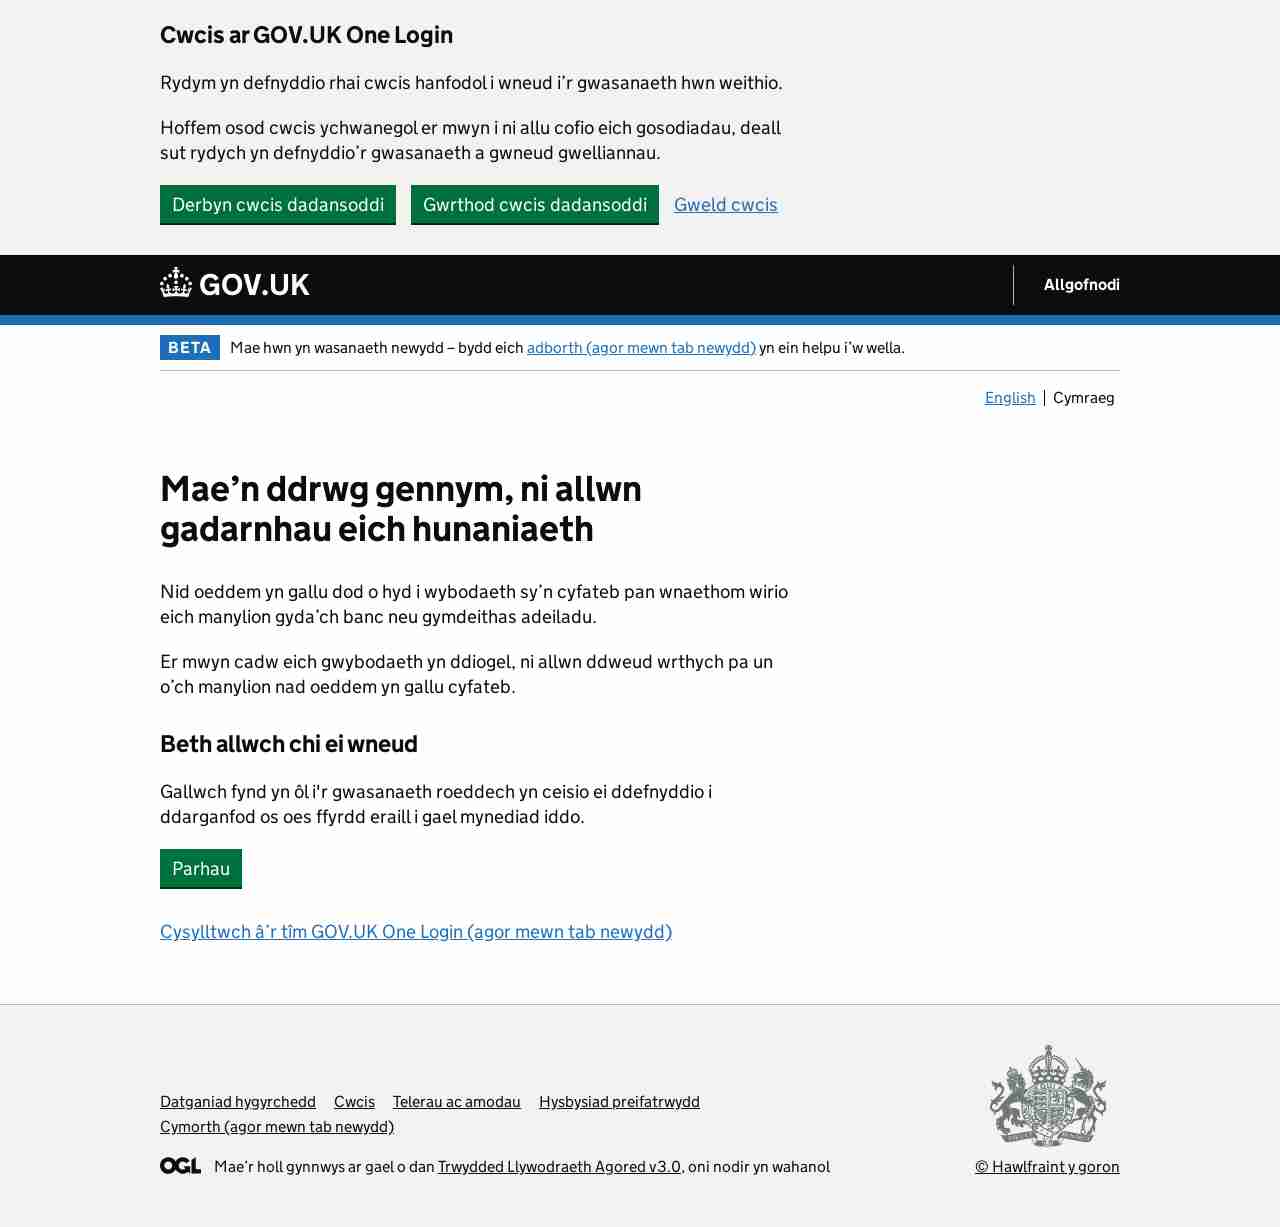 Cwcis ar GOV.UK One Login
Rydym yn defnyddio rhai cwcis hanfodol i wneud i’r gwasanaeth hwn weithio.
Hoffem osod cwcis ychwanegol er mwyn i ni allu cofio eich gosodiadau, deall
sut rydych yn defnyddio’r gwasanaeth a gwneud gwelliannau.
Derbyn cwcis dadansoddi Gwrthod cwcis dadansoddi Gweld cwcis
GOV.UK Allgofnodi
BETA Mae hwn yn wasanaeth newydd – bydd eich adborth (agor mewn tab newydd) yn ein helpu i’w wella.
English Cymraeg
Mae’n ddrwg gennym, ni allwn
gadarnhau eich hunaniaeth
Nid oeddem yn gallu dod o hyd i wybodaeth sy’n cyfateb pan wnaethom wirio
eich manylion gyda’ch banc neu gymdeithas adeiladu.
Er mwyn cadw eich gwybodaeth yn ddiogel, ni allwn ddweud wrthych pa un
o’ch manylion nad oeddem yn gallu cyfateb.
Beth allwch chi ei wneud
Gallwch fynd yn ôl i'r gwasanaeth roeddech yn ceisio ei ddefnyddio i
ddarganfod os oes ffyrdd eraill i gael mynediad iddo.
Parhau
Cysylltwch â’r tîm GOV.UK One Login (agor mewn tab newydd)
Datganiad hygyrchedd Cwcis Telerau ac amodau Hysbysiad preifatrwydd
Cymorth (agor mewn tab newydd)
OGL Mae’r holl gynnwys ar gael o dan Trwydded Llywodraeth Agored v3.0, oni nodir yn wahanol
© Hawlfraint y goron